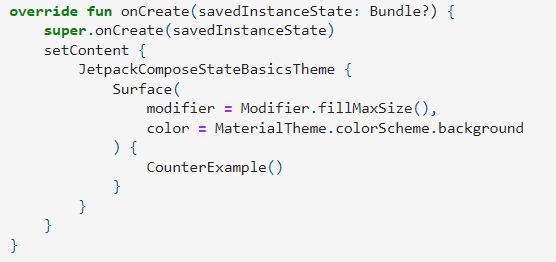 override fun onCreate(savedInstanceState: Bundle?) {
    super.onCreate(savedInstanceState)
    setContent {
        JetpackComposeStateBasicsTheme {
            Surface(
                modifier = Modifier.fillMaxSize(),
                color = MaterialTheme.colorScheme.background
            ) {
                CounterExample()
            }
        }
    }
}